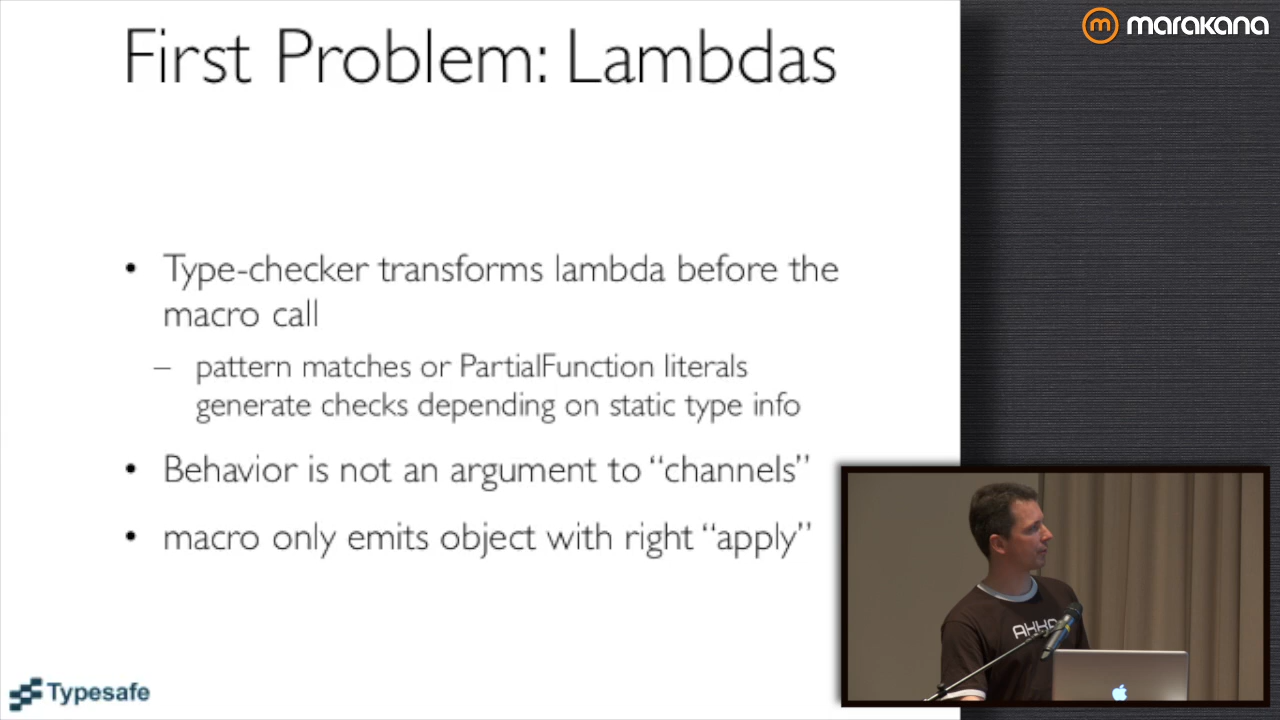 First Problem: Lambdas
marakana
• Type-checker transforms lambda before the
macro call
– pattern matches or PartialFunction literals
generate checks depending on static type info
• Behavior is not an argument to “channels”
• macro only emits object with right “apply”
AKKA
Typesafe